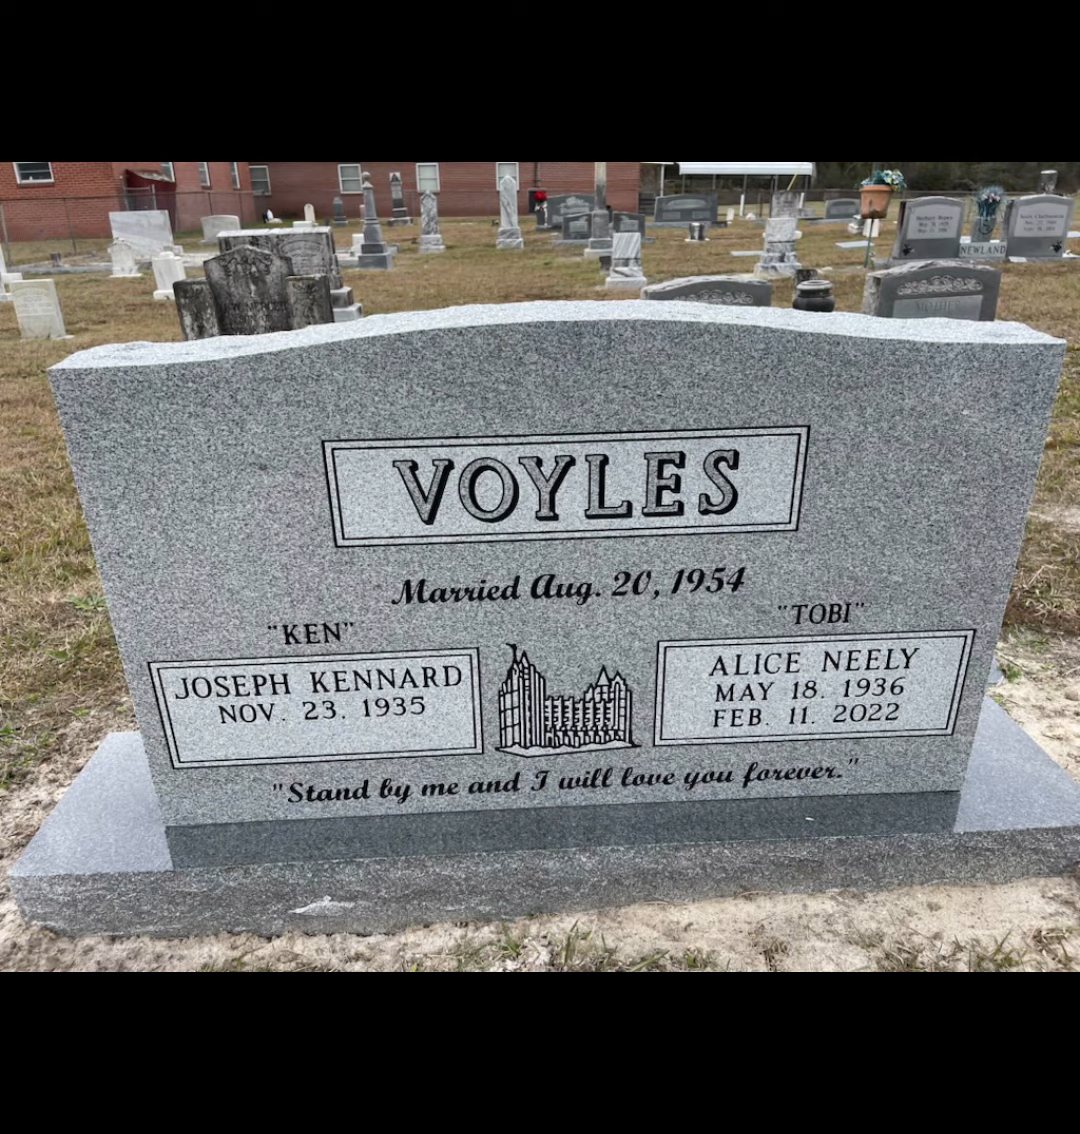 VOYLES
Married Aug. 20, 1954
"KEN"
JOSEPH KENNARD
NOV. 23. 1935
"TOBI"
ALICE NEELY
MAY 18. 1936
FEB. 11. 2022
"Stand by me and I will love you forever."
NEWLAND
MOTHER